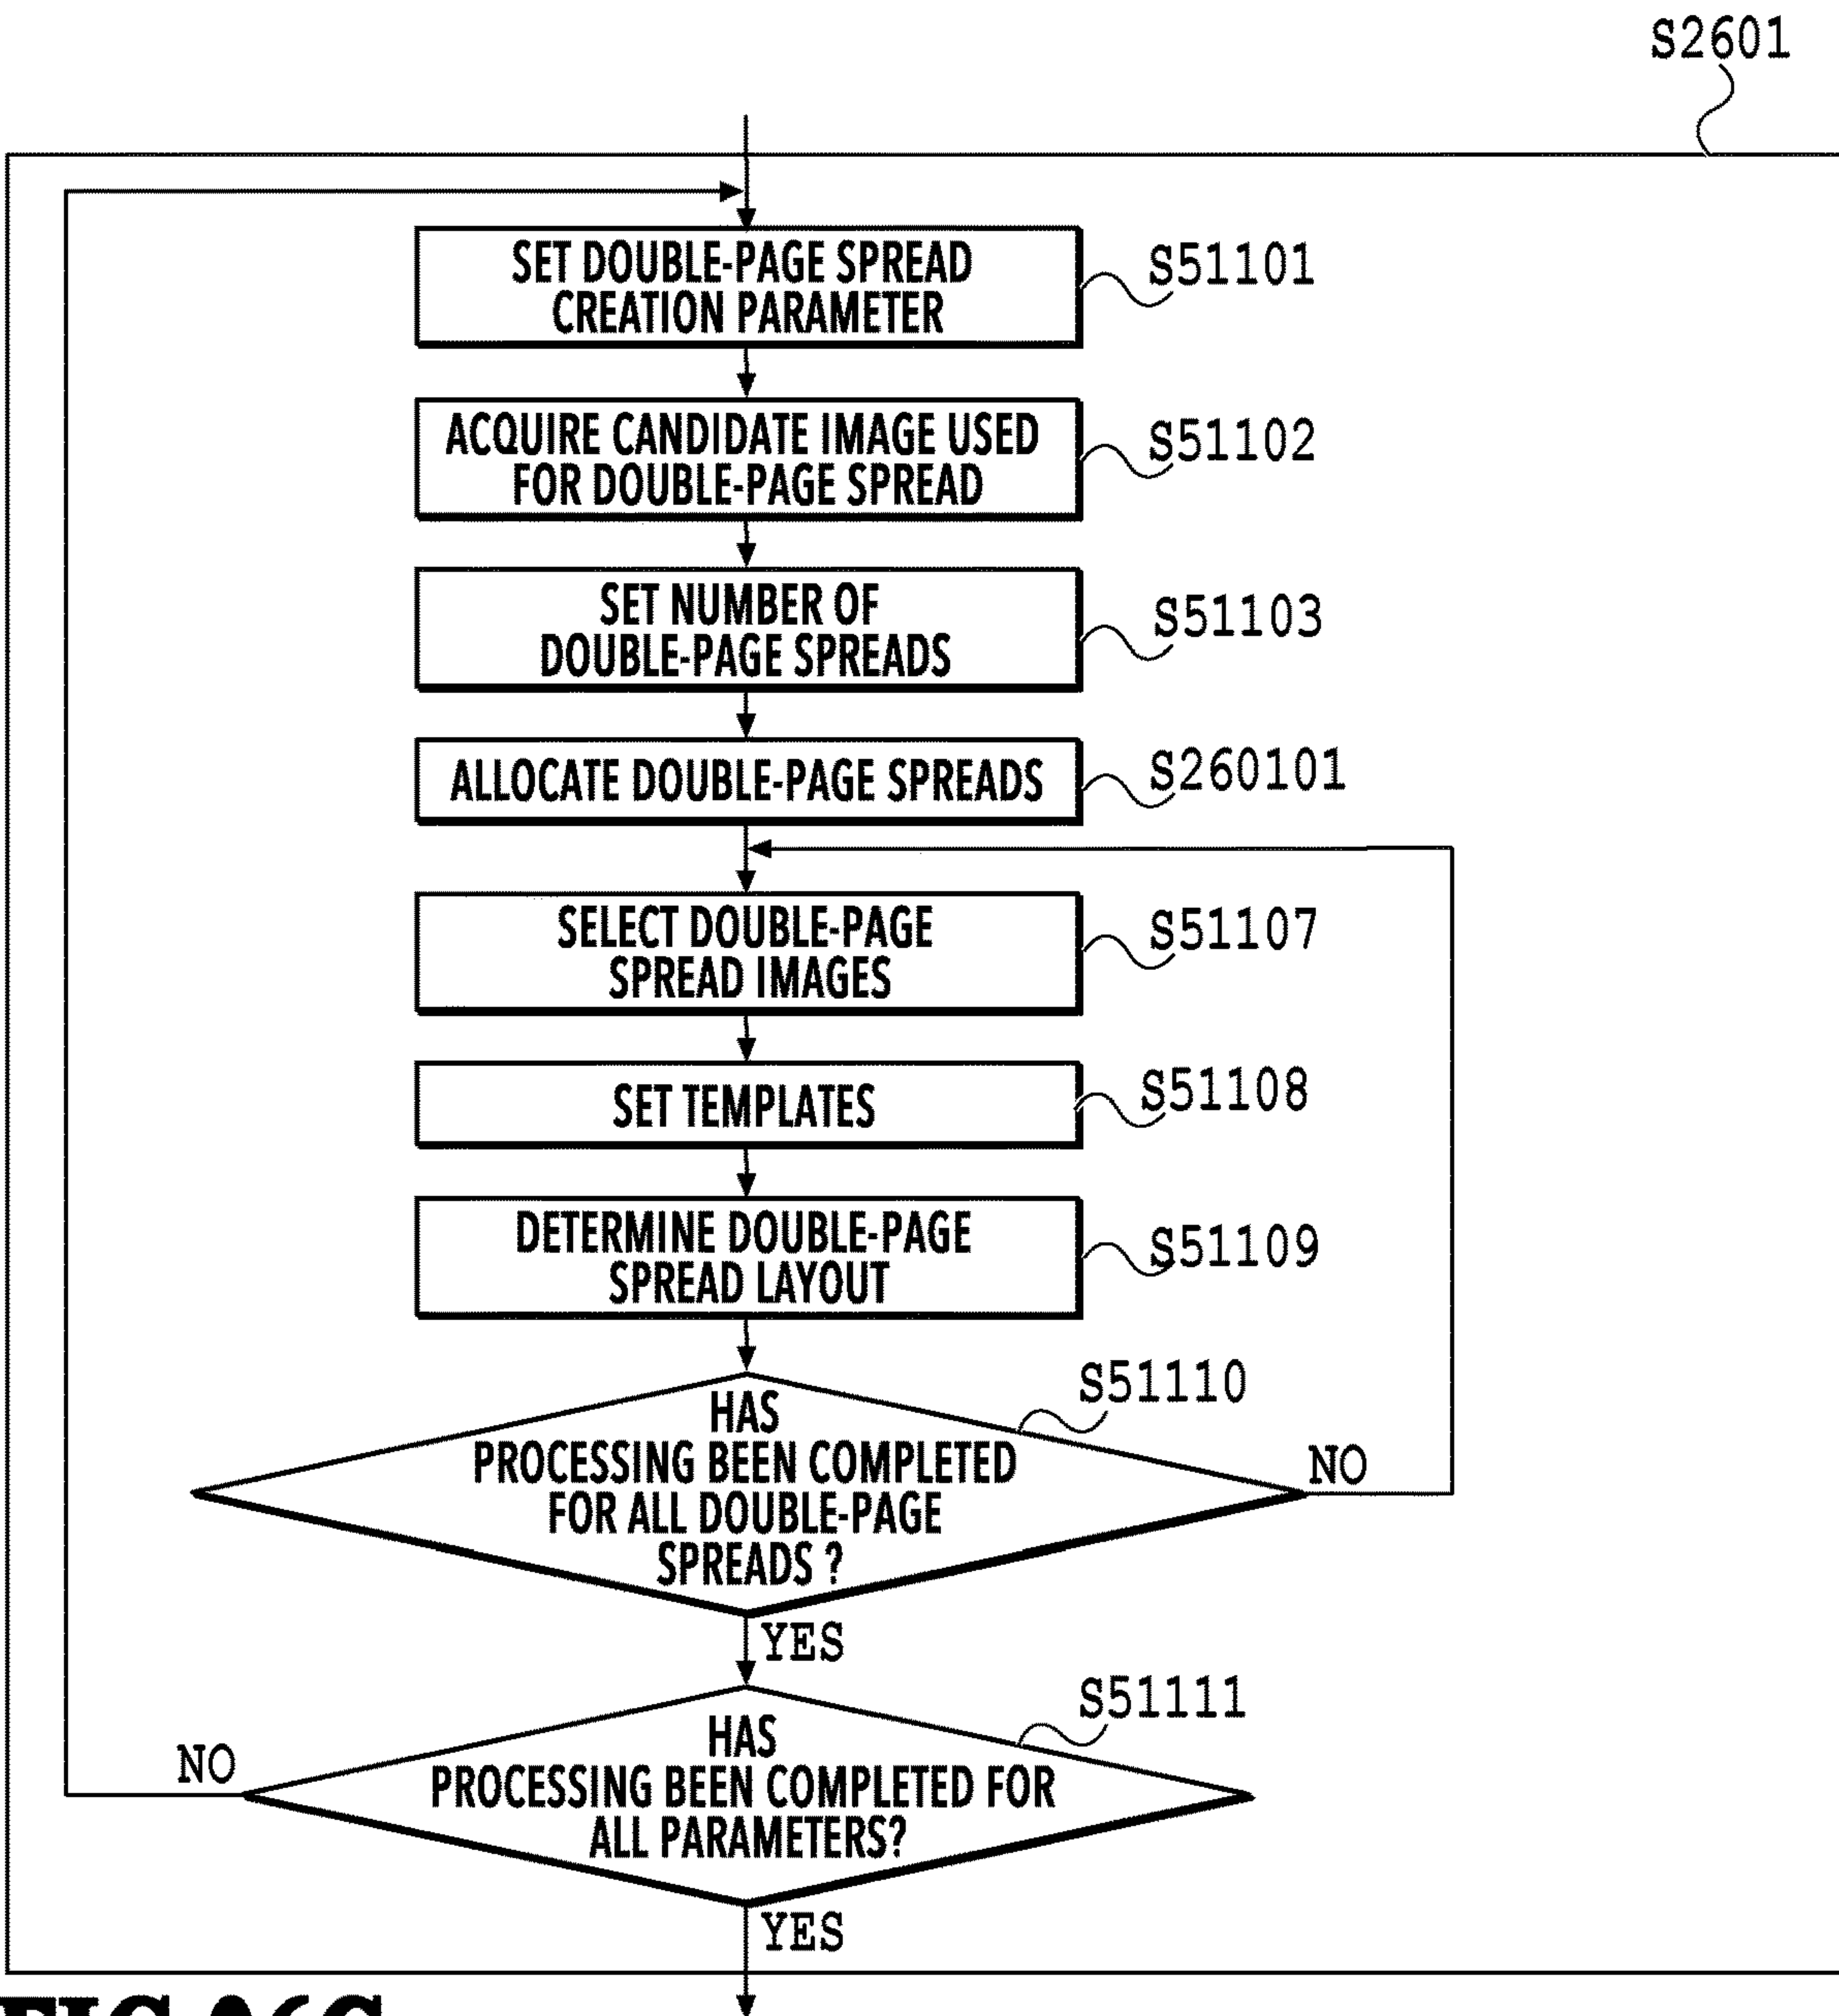 S2601
SET DOUBLE-PAGE SPREAD
CREATION PARAMETER
S51101
ACQUIRE CANDIDATE IMAGE USED
FOR DOUBLE-PAGE SPREAD
S51102
SET NUMBER OF
DOUBLE-PAGE SPREADS
S51103
ALLOCATE DOUBLE-PAGE SPREADS
S260101
SELECT DOUBLE-PAGE
SPREAD IMAGES
S51107
SET TEMPLATES
S51108
DETERMINE DOUBLE-PAGE
SPREAD LAYOUT
S51109
S51110
HAS
PROCESSING BEEN COMPLETED
FOR ALL DOUBLE-PAGE
SPREADS ?
NO
YES
S51111
HAS
PROCESSING BEEN COMPLETED FOR
ALL PARAMETERS?
NO
YES